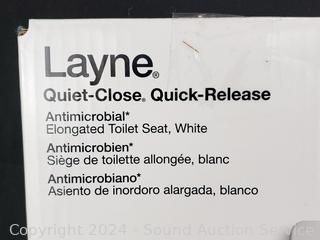 Layne®
Quiet-Close® Quick-Release
Antimicrobial*
Elongated Toilet Seat, White
Antimicrobien*
Siège de toilette allongée, blanc
Antimicrobiano*
Asiento de inordoro alargada, blanco
Copyright 2024 - Sound Auction Service